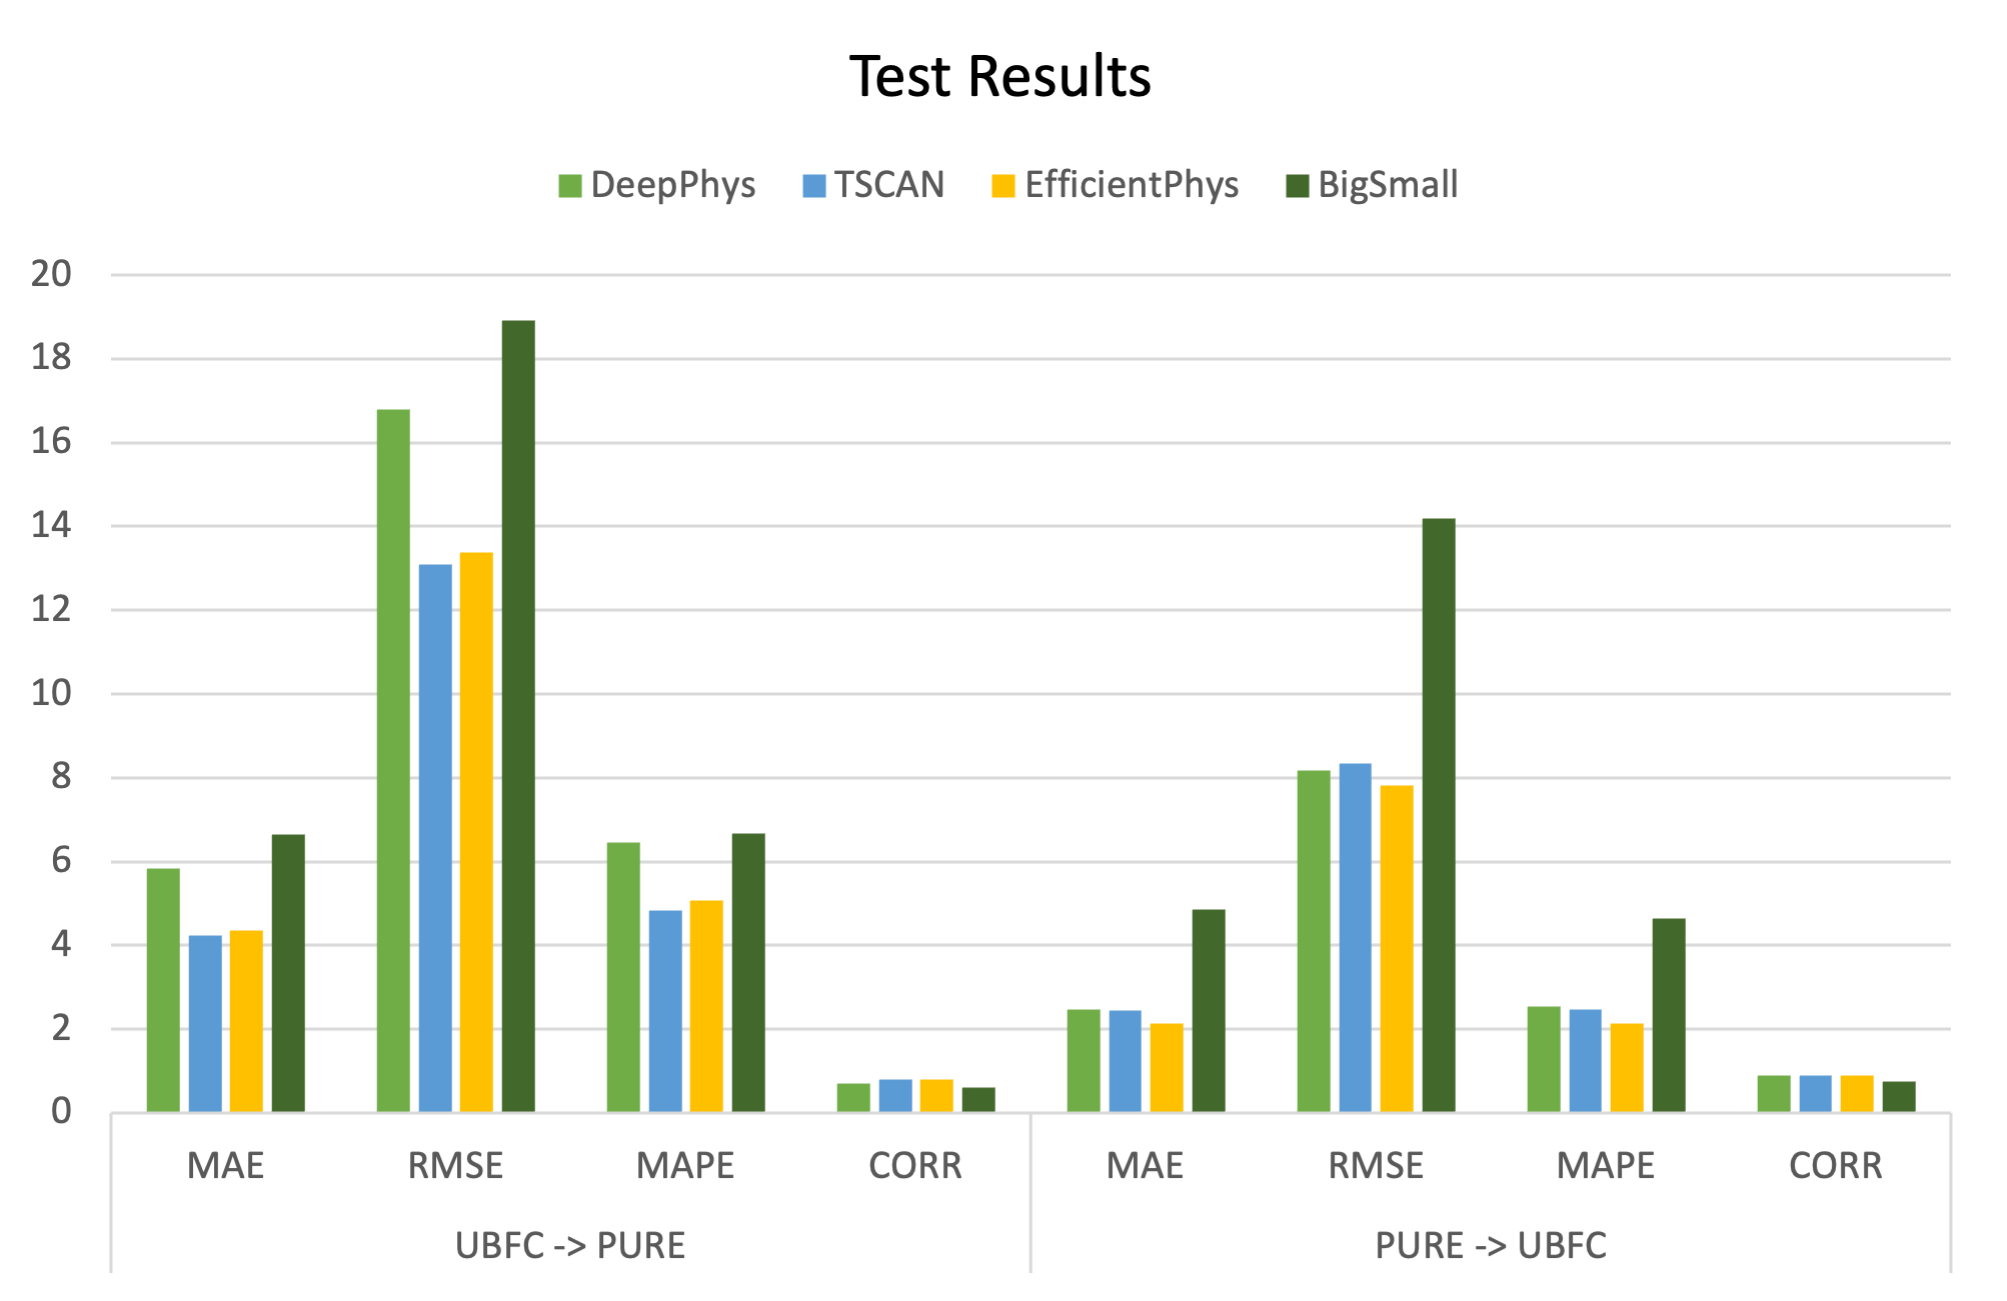 Test Results
DeepPhys TSCAN EfficientPhys BigSmall
20
18
16
14
12
10
8
6
4
2
0
MAE RMSE MAPE CORR MAE RMSE MAPE CORR
UBFC -> PURE PURE -> UBFC